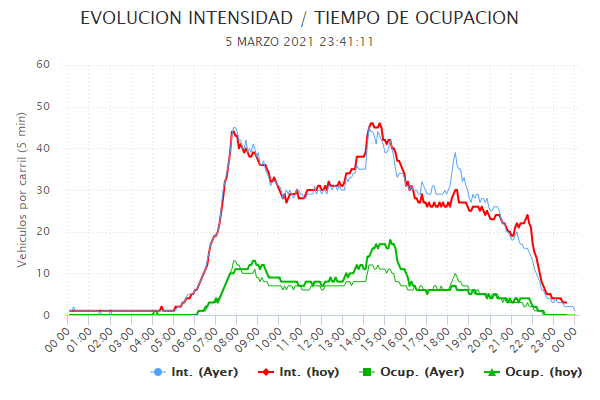 EVOLUCION INTENSIDAD / TIEMPO DE OCUPACION
5 MARZO 2021 23:41:11
Vehiculos por carril (5 min)
60
50
40
30
20
10
0
00:00 01:00 02:00 03:00 04:00 05:00 06:00 07:00 08:00 09:00 10:00 11:00 12:00 13:00 14:00 15:00 16:00 17:00 18:00 19:00 20:00 21:00 22:00 23:00 00:00
Int. (Ayer) Int. (hoy) Ocup. (Ayer) Ocup. (hoy)